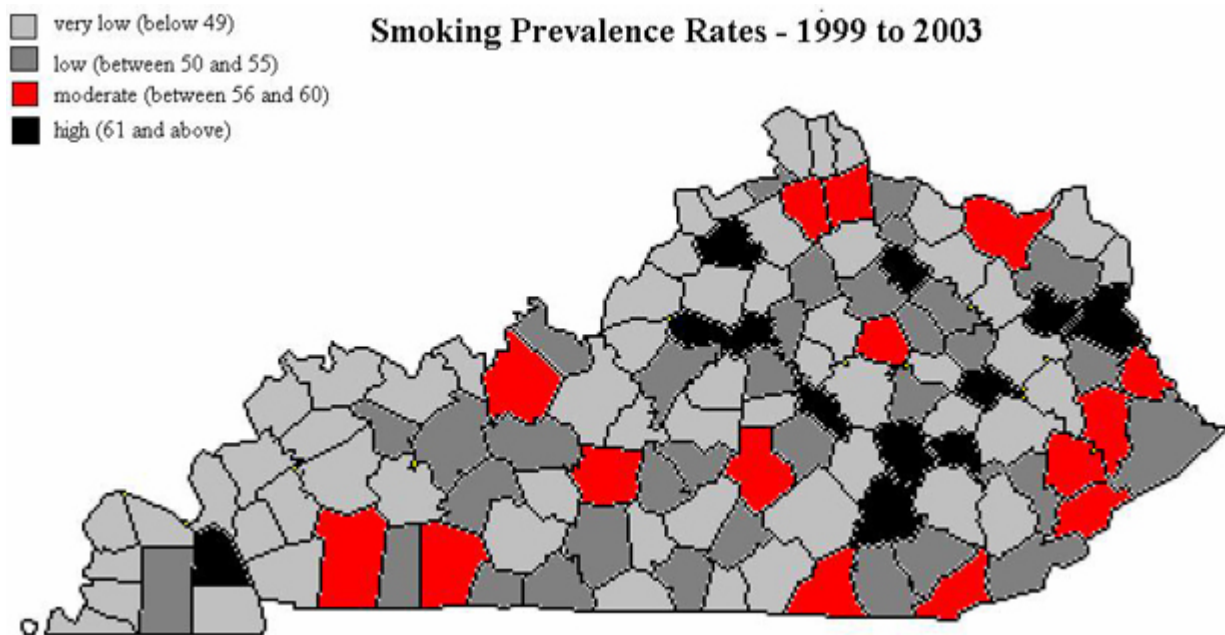 Smoking Prevalence Rates - 1999 to 2003
very low (below 49)
low (between 50 and 55)
moderate (between 56 and 60)
high (61 and above)